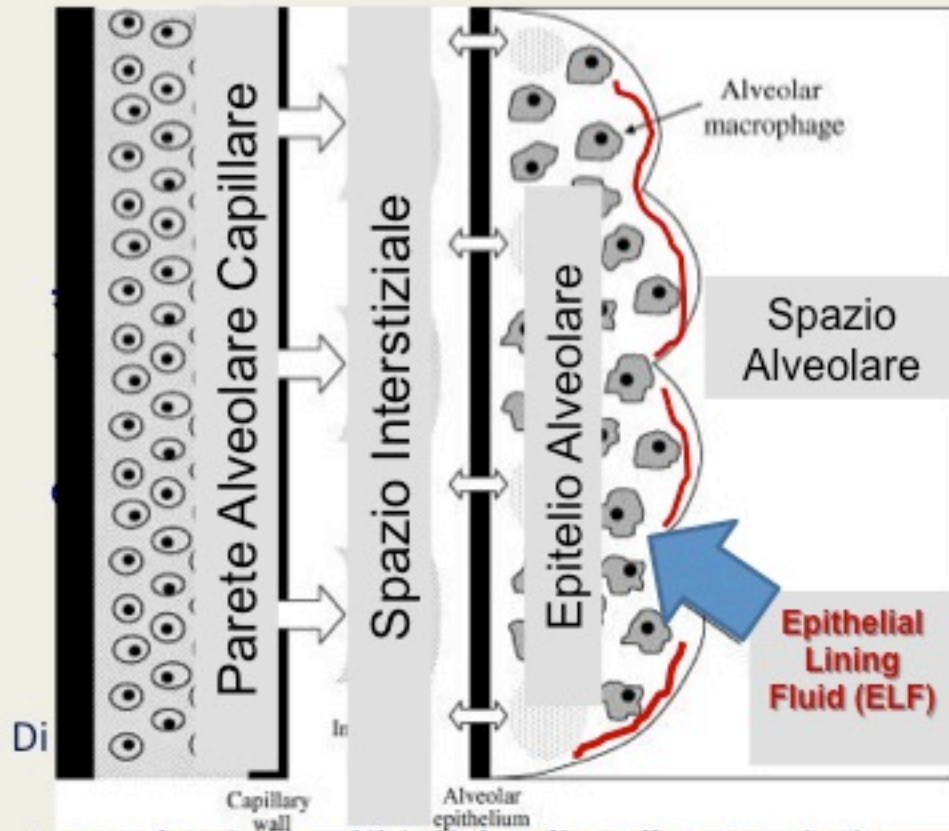 Parete Alveolare Capillare
Spazio Interstiziale
Epitelio Alveolare
Alveolar
macrophage
Spazio
Alveolare
Epithelial
Lining
Fluid (ELF)
Di
In
Capillary
wall
Alveolar
epithelium